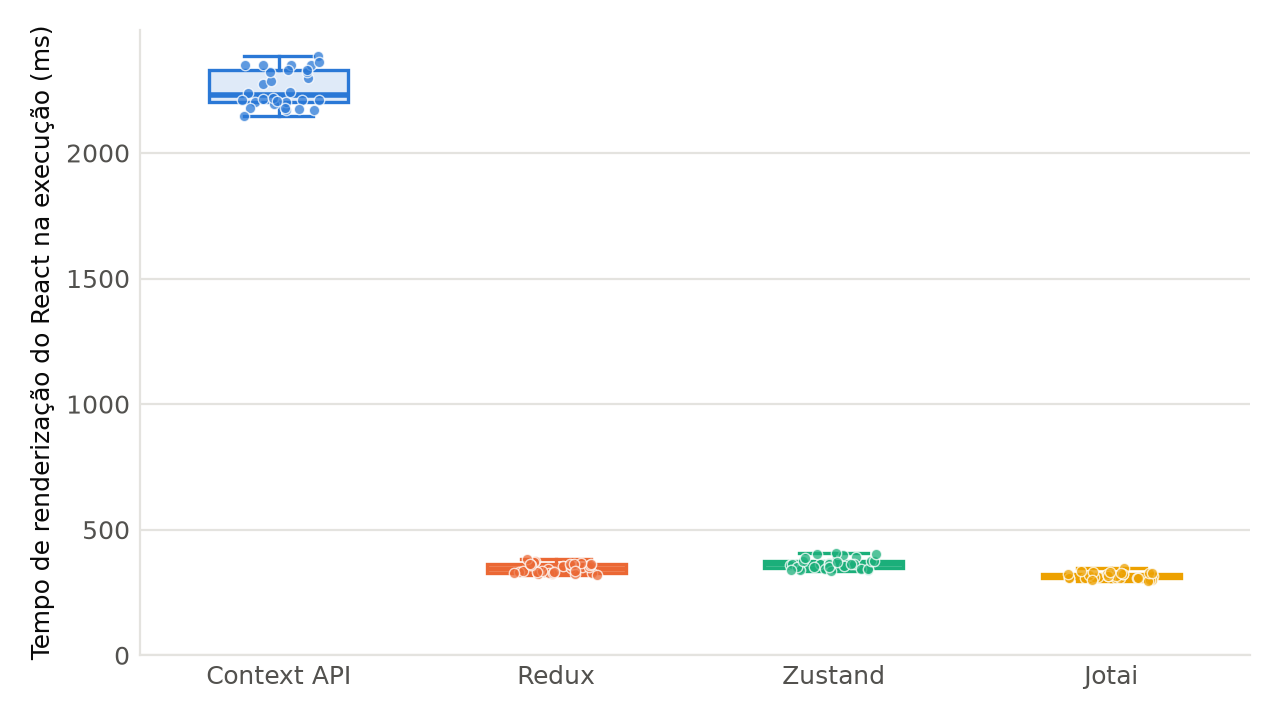 Tempo de renderização do React na execução (ms)
2000
1500
1000
500
0
Context API
Redux
Zustand
Jotai